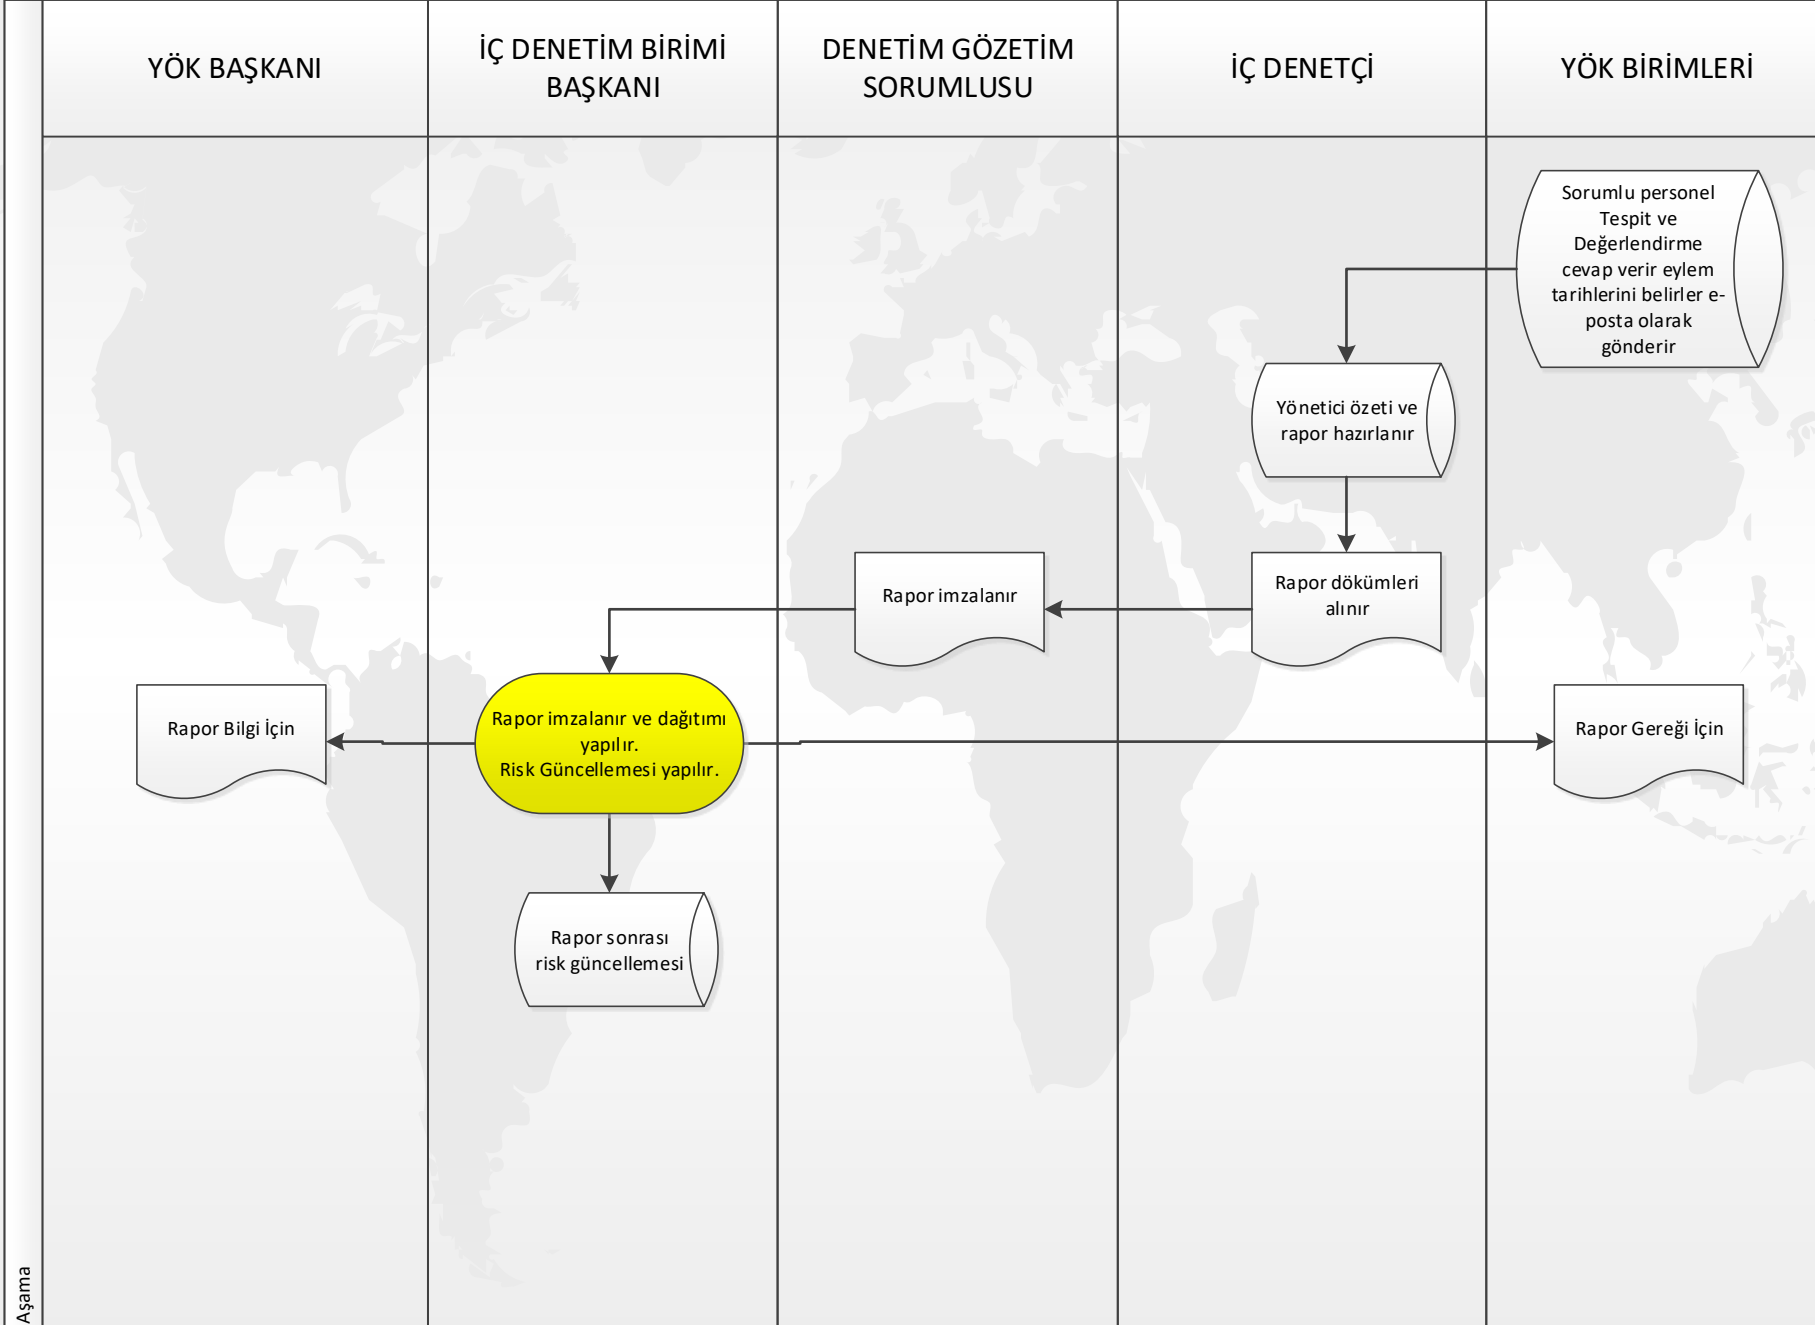 YÖK BAŞKANI
İÇ DENETİM BİRİMİ
BAŞKANI
DENETİM GÖZETİM
SORUMLUSU
İÇ DENETÇİ
YÖK BİRİMLERİ
Sorumlu personel
Tespit ve
Değerlendirme
cevap verir eylem
tarihlerini belirler e-
posta olarak
gönderir
Yönetici özeti ve
rapor hazırlanır
Rapor dökümleri
alınır
Rapor imzalanır
Rapor imzalanır ve dağıtımı
yapılır.
Risk Güncellemesi yapılır.
Rapor Bilgi İçin
Rapor Gereği İçin
Rapor sonrası
risk güncellemesi
Aşama